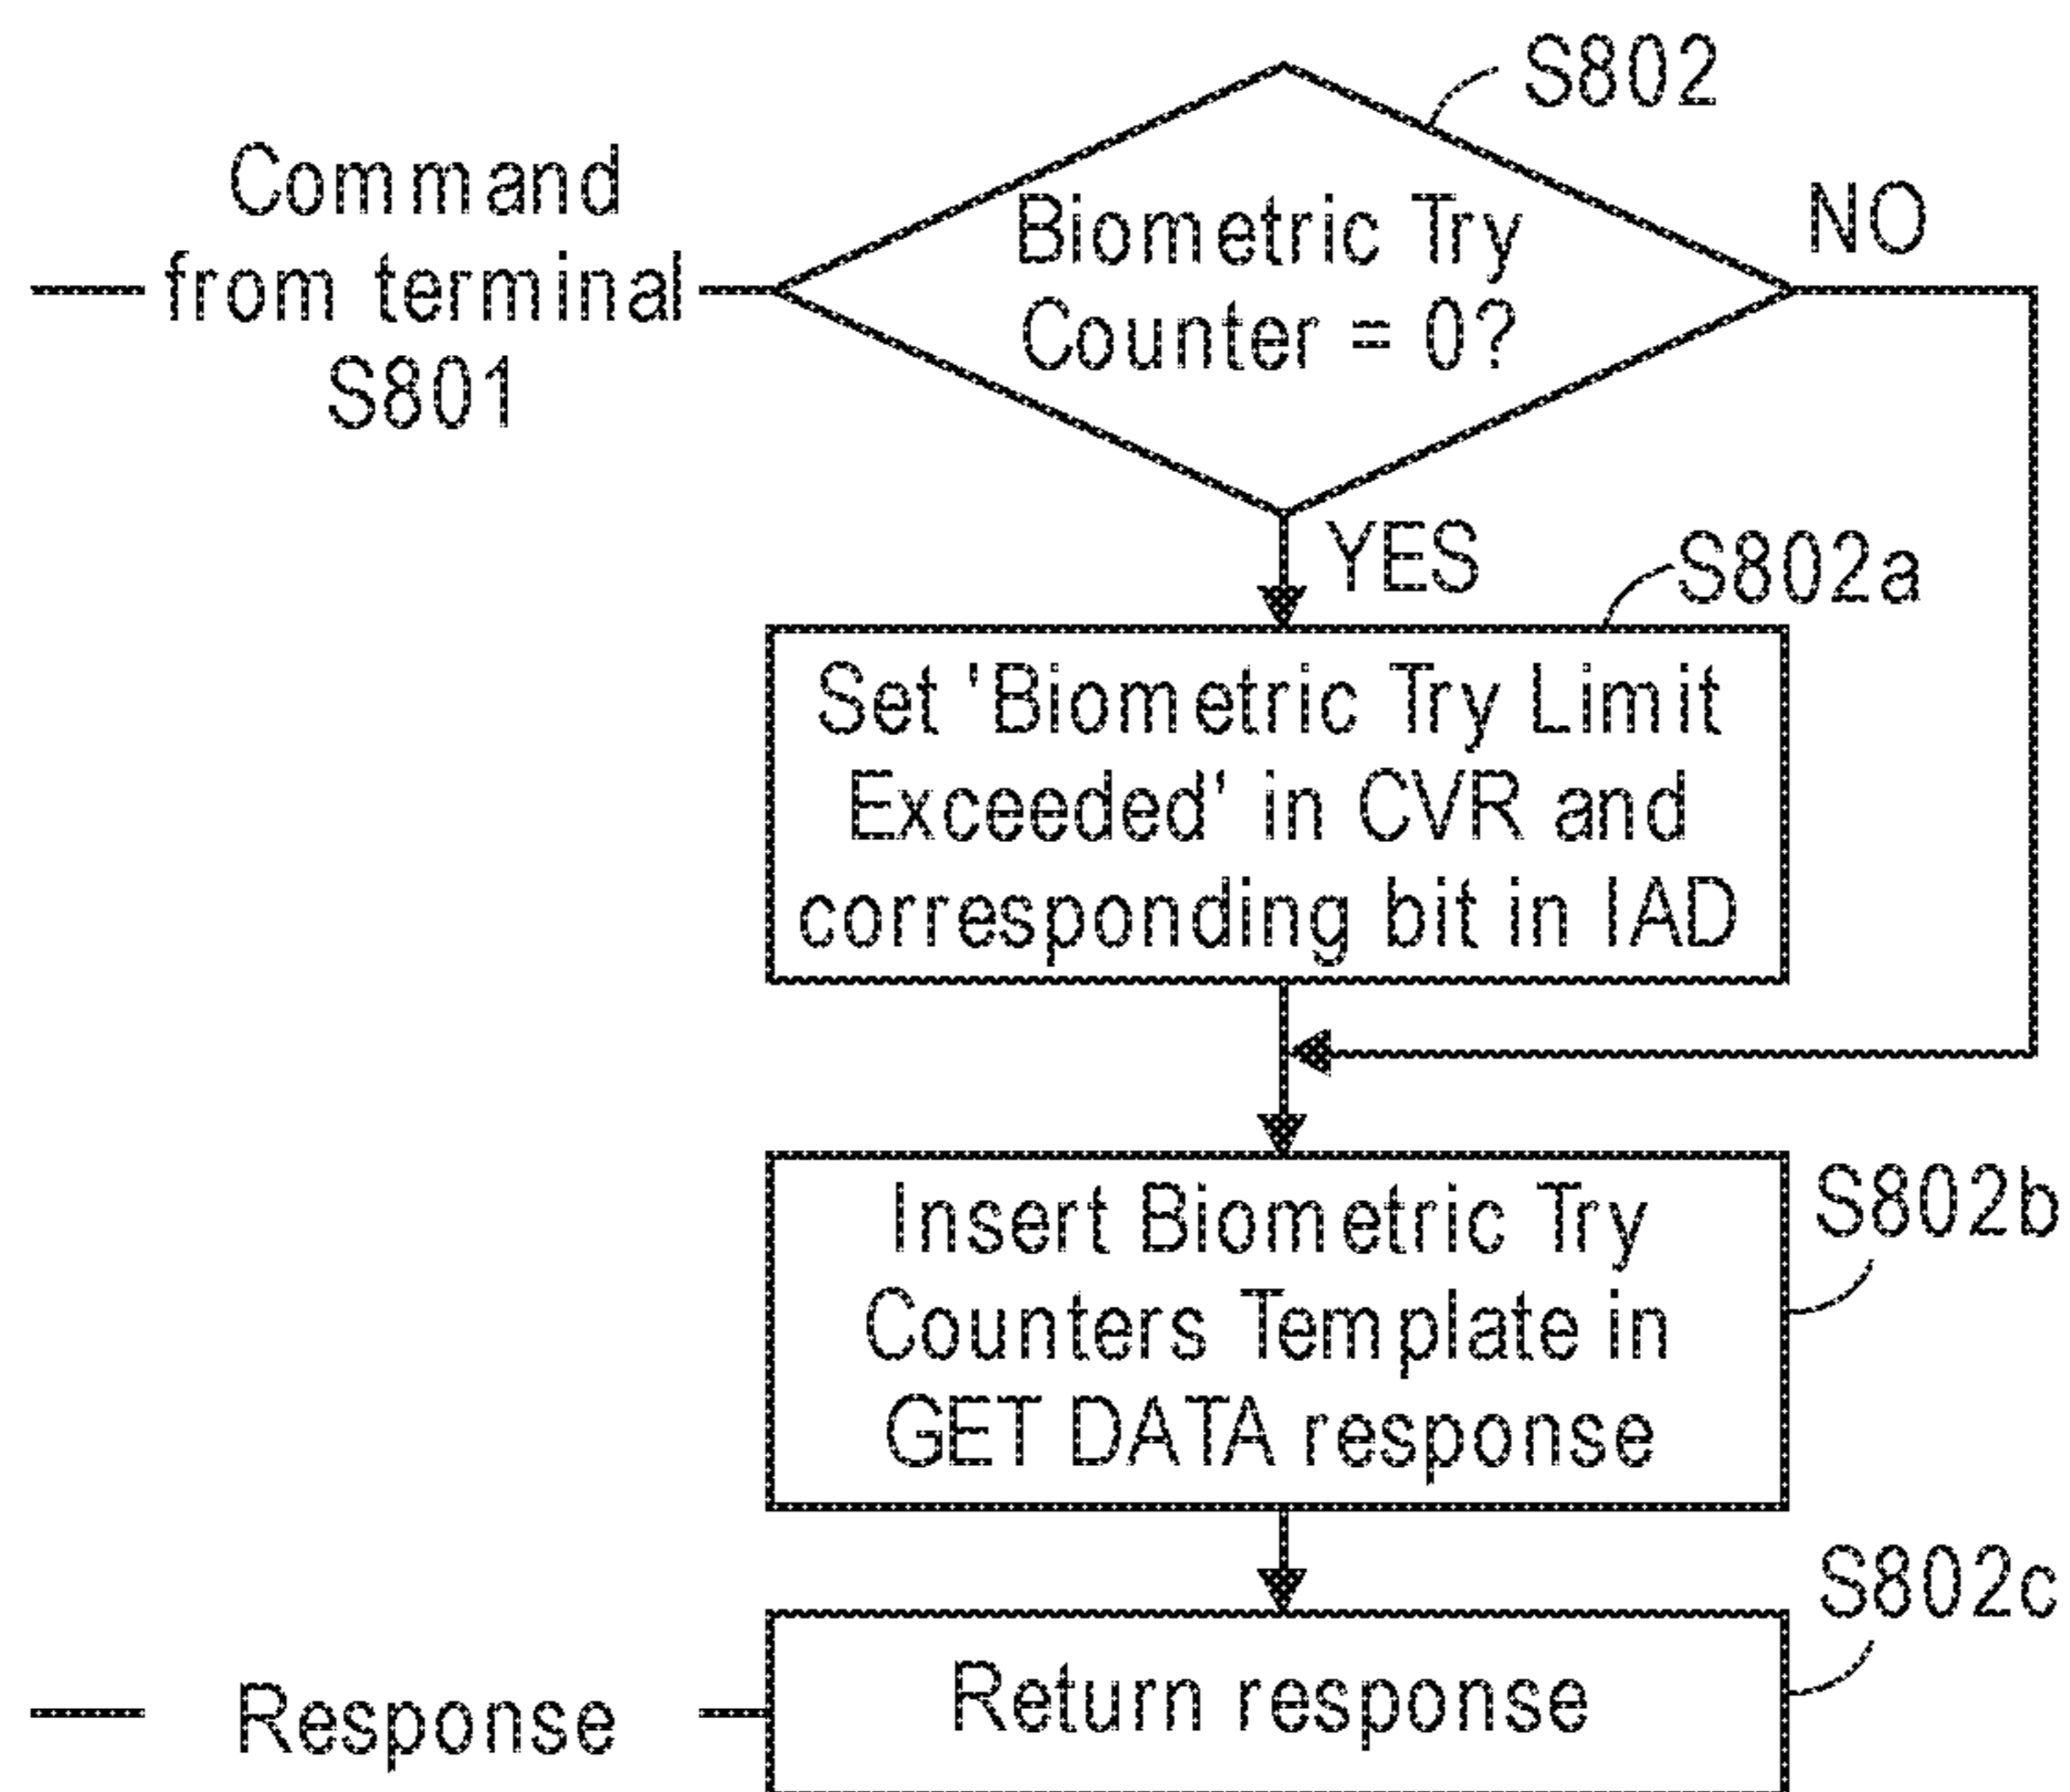 S802
Command
from terminal
S801
Biometric Try
Counter = 0?
NO
YES
S802a
Set 'Biometric Try Limit
Exceeded' in CVR and
corresponding bit in IAD
Insert Biometric Try
Counters Template in
GET DATA response
S802b
S802c
Response
Return response